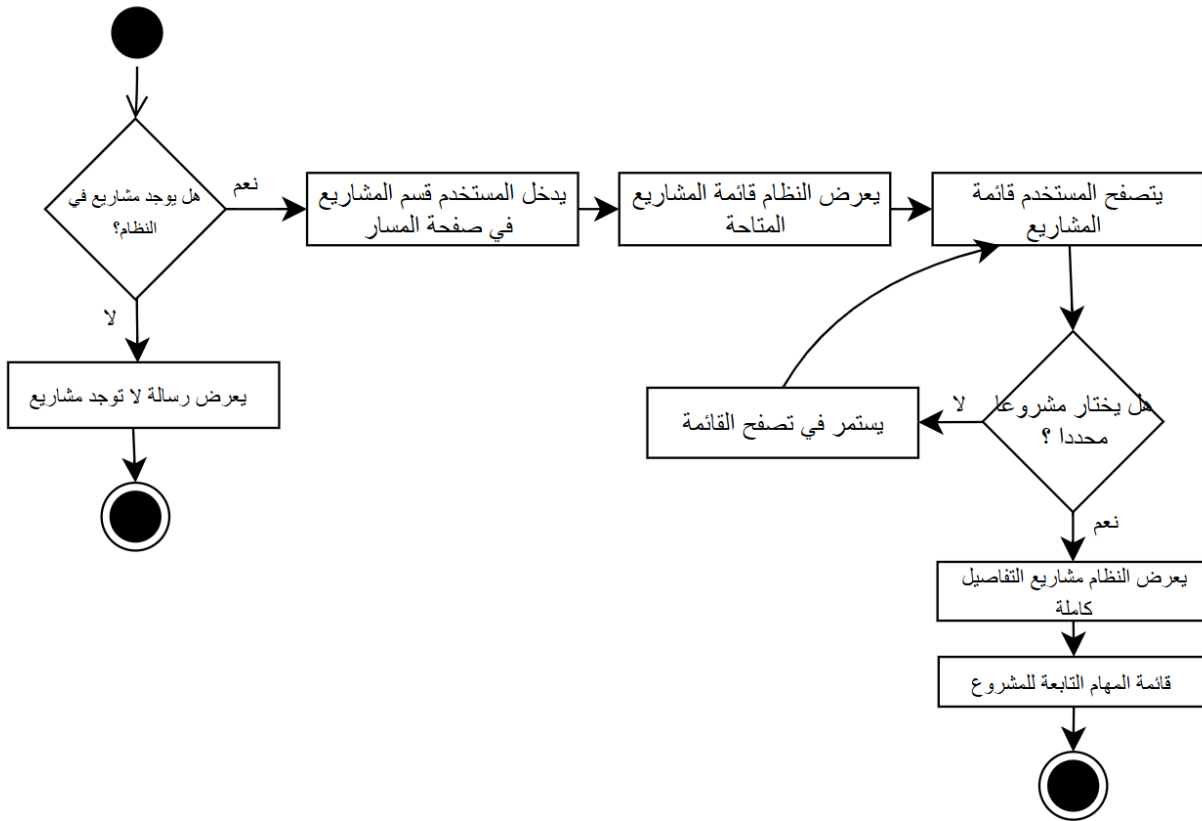 هل يوجد مشاريع في
النظام؟
نعم
يدخل المستخدم قسم المشاريع
في صفحة المسار
يعرض النظام قائمة المشاريع
المتاحة
يتصفح المستخدم قائمة
المشاريع
لا
يعرض رسالة لا توجد مشاريع
هل يختار مشروعا
محددا ؟
لا
يستمر في تصفح القائمة
نعم
يعرض النظام مشاريع التفاصيل
كاملة
قائمة المهام التابعة للمشروع